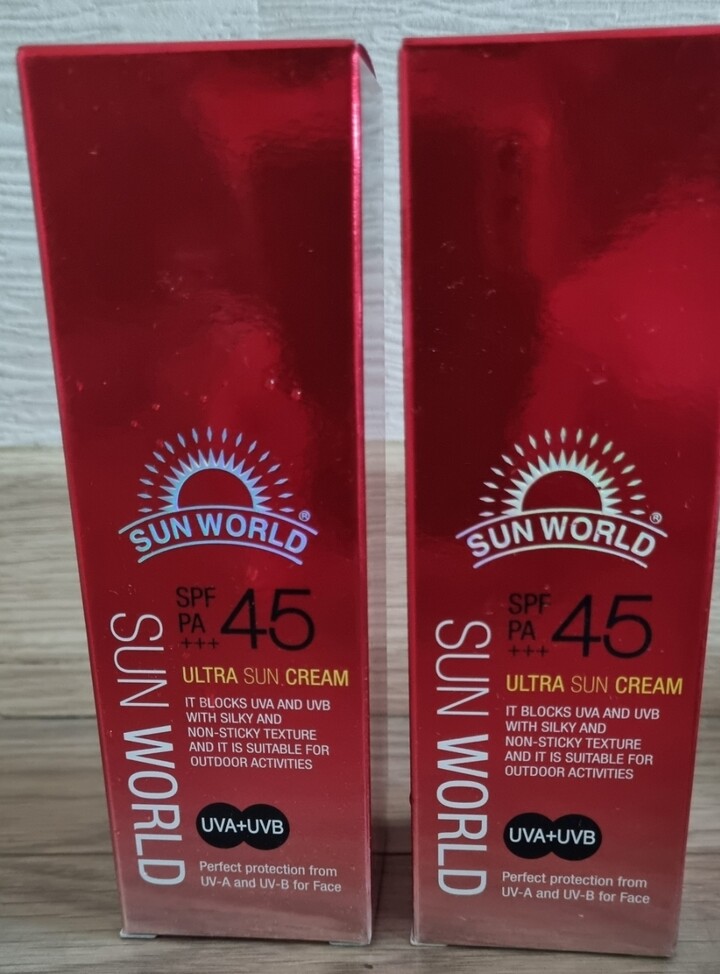 SUN WORLD®
SPF
PA
+++
45
ULTRA SUN CREAM
IT BLOCKS UVA AND UVB
WITH SILKY AND
NON-STICKY TEXTURE
AND IT IS SUITABLE FOR
OUTDOOR ACTIVITIES
UVA+UVB
Perfect protection from
UV-A and UV-B for Face
SUN WORLD
SUN WORLD®
SPF
PA
+++
45
ULTRA SUN CREAM
IT BLOCKS UVA AND UVB
WITH SILKY AND
NON-STICKY TEXTURE
AND IT IS SUITABLE FOR
OUTDOOR ACTIVITIES
UVA+UVB
Perfect protection from
UV-A and UV-B for Face
SUN WORLD